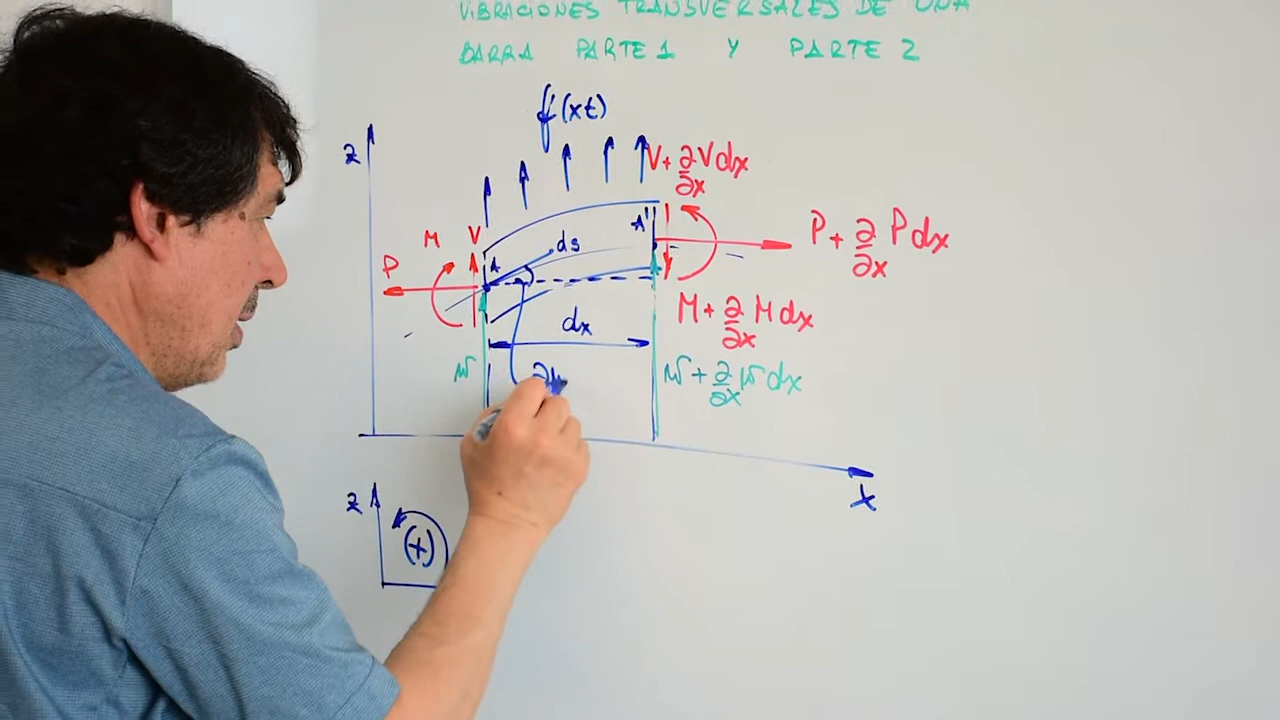 VIBRACIONES TRANSVERSALES DE UNA
BARRA PARTE 1 Y PARTE 2
f(xt)
z
V+ ∂/∂x V dx
M
V
A'
P + ∂/∂x P dx
P
A
ds
M + ∂/∂x M dx
dx
w
w + ∂/∂x w dx
z
x
(+)